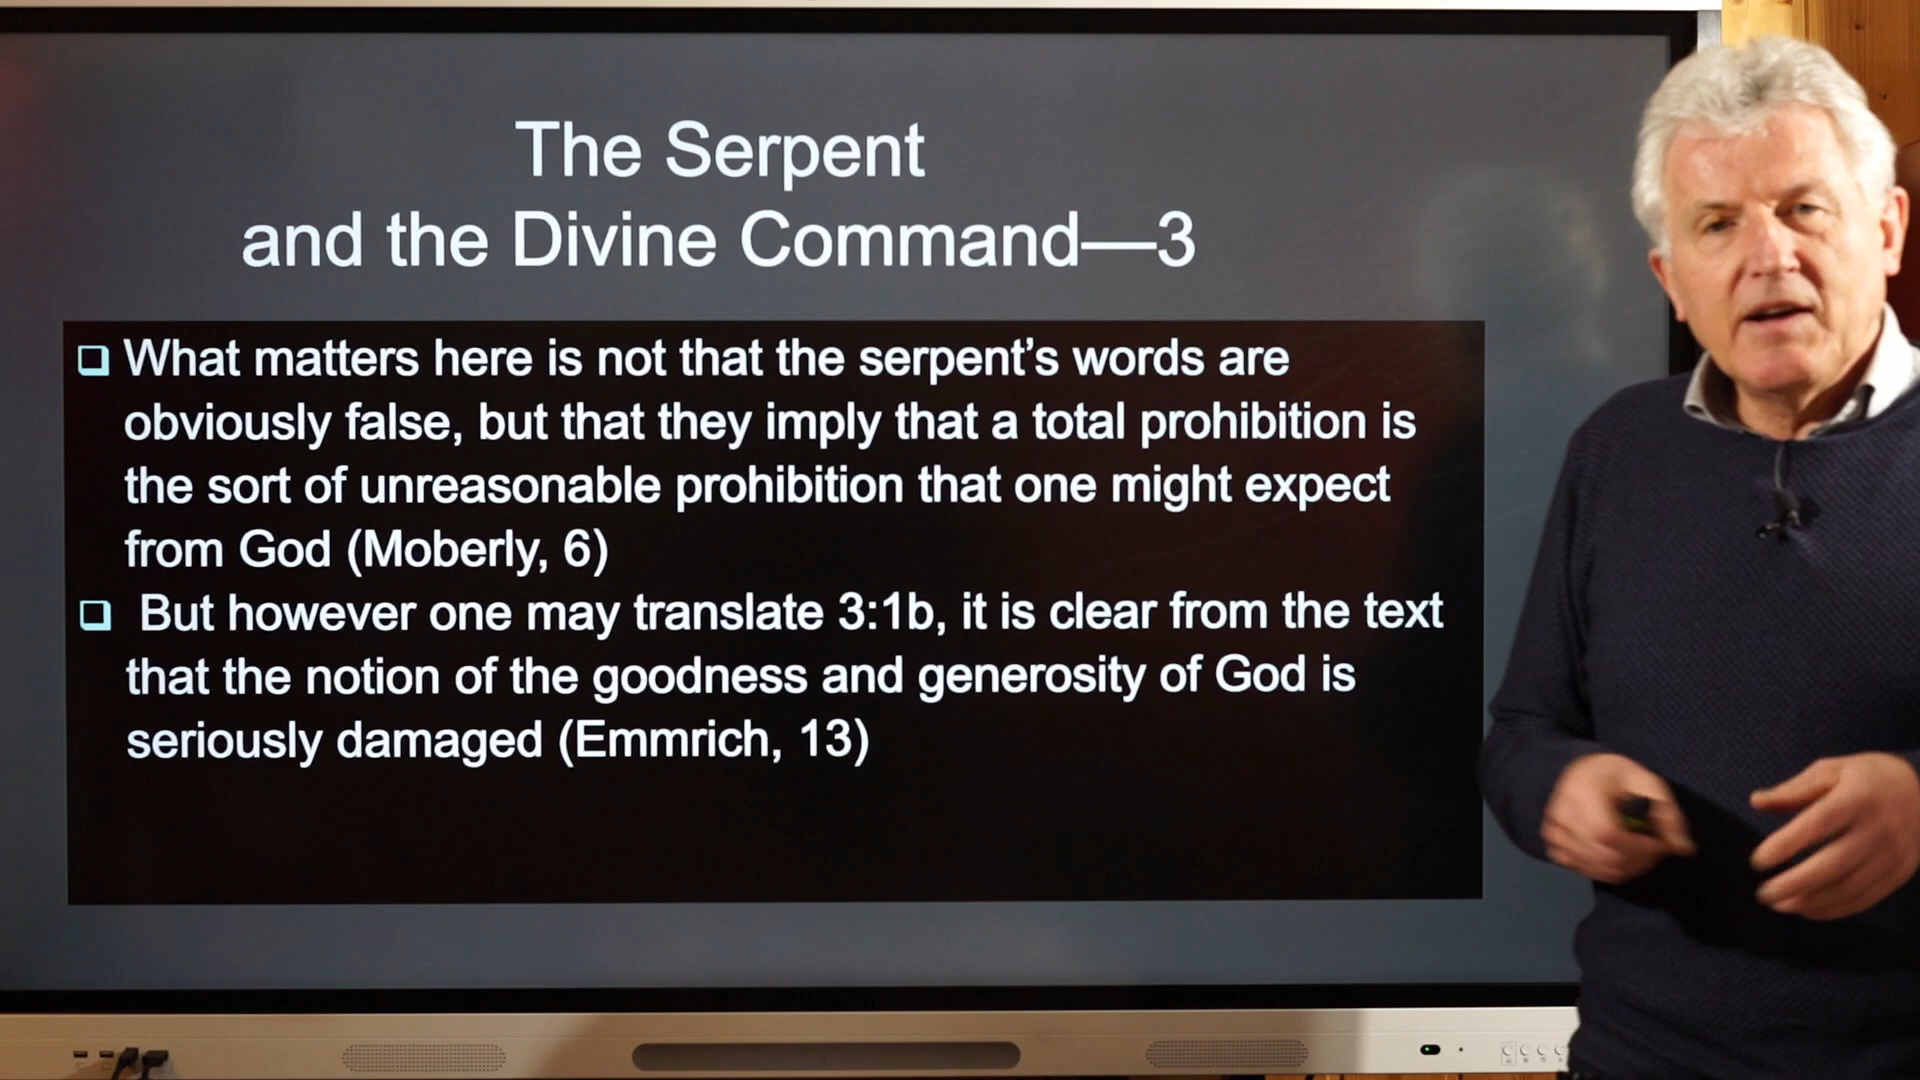 The Serpent
and the Divine Command—3
What matters here is not that the serpent’s words are
obviously false, but that they imply that a total prohibition is
the sort of unreasonable prohibition that one might expect
from God (Moberly, 6)
But however one may translate 3:1b, it is clear from the text
that the notion of the goodness and generosity of God is
seriously damaged (Emmrich, 13)